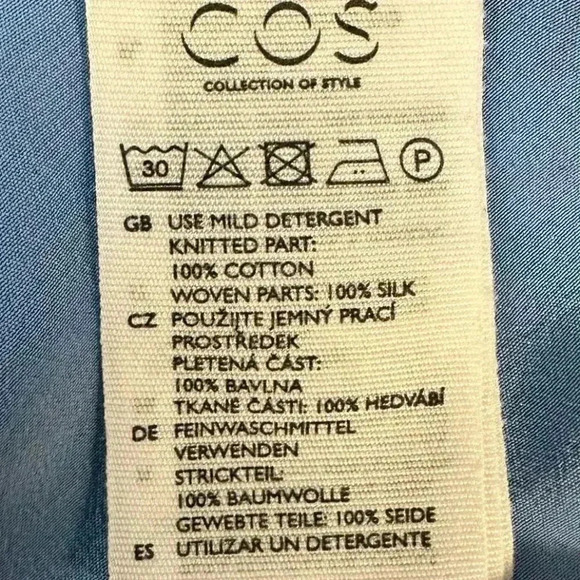 COS
COLLECTION OF STYLE
30 P
GB USE MILD DETERGENT
KNITTED PART:
100% COTTON
WOVEN PARTS: 100% SILK
CZ POUŽIJTE JEMNÝ PRACÍ
PROSTŘEDEK
PLETENÁ ČÁST:
100% BAVLNA
TKANÉ ČÁSTI: 100% HEDVÁBÍ
DE FEINWASCHMITTEL
VERWENDEN
STRICKTEIL:
100% BAUMWOLLE
GEWEBTE TEILE: 100% SEIDE
ES UTILIZAR UN DETERGENTE